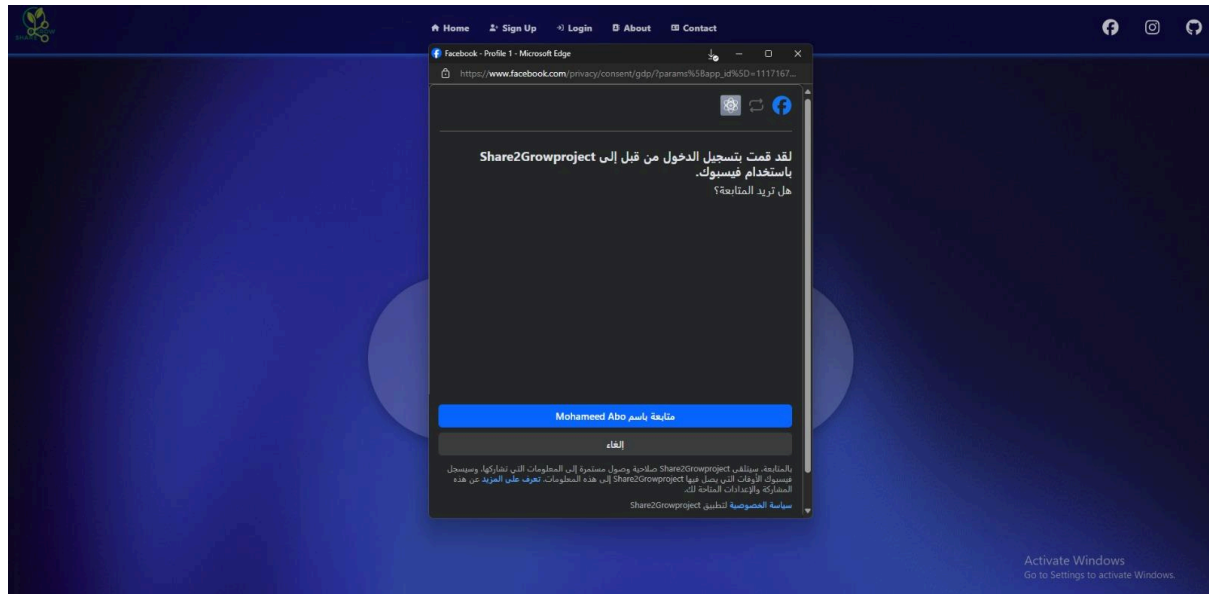 SHARE GROW
Home Sign Up Login About Contact
Facebook - Profile 1 - Microsoft Edge
https://www.facebook.com/privacy/consent/gdp/?params%5Bapp_id%5D=1117167...
لقد قمت بتسجيل الدخول من قبل إلى Share2Growproject
باستخدام فيسبوك.
هل تريد المتابعة؟
متابعة باسم Mohameed Abo
إلغاء
بالمتابعة، سيتلقى Share2Growproject صلاحية وصول مستمرة إلى المعلومات التي تشاركها، وسيسجل
فيسبوك الأوقات التي يصل فيها Share2Growproject إلى هذه المعلومات. تعرف على المزيد عن هذه
المشاركة والإعدادات المتاحة لك.
سياسة الخصوصية لتطبيق Share2Growproject
Activate Windows
Go to Settings to activate Windows.